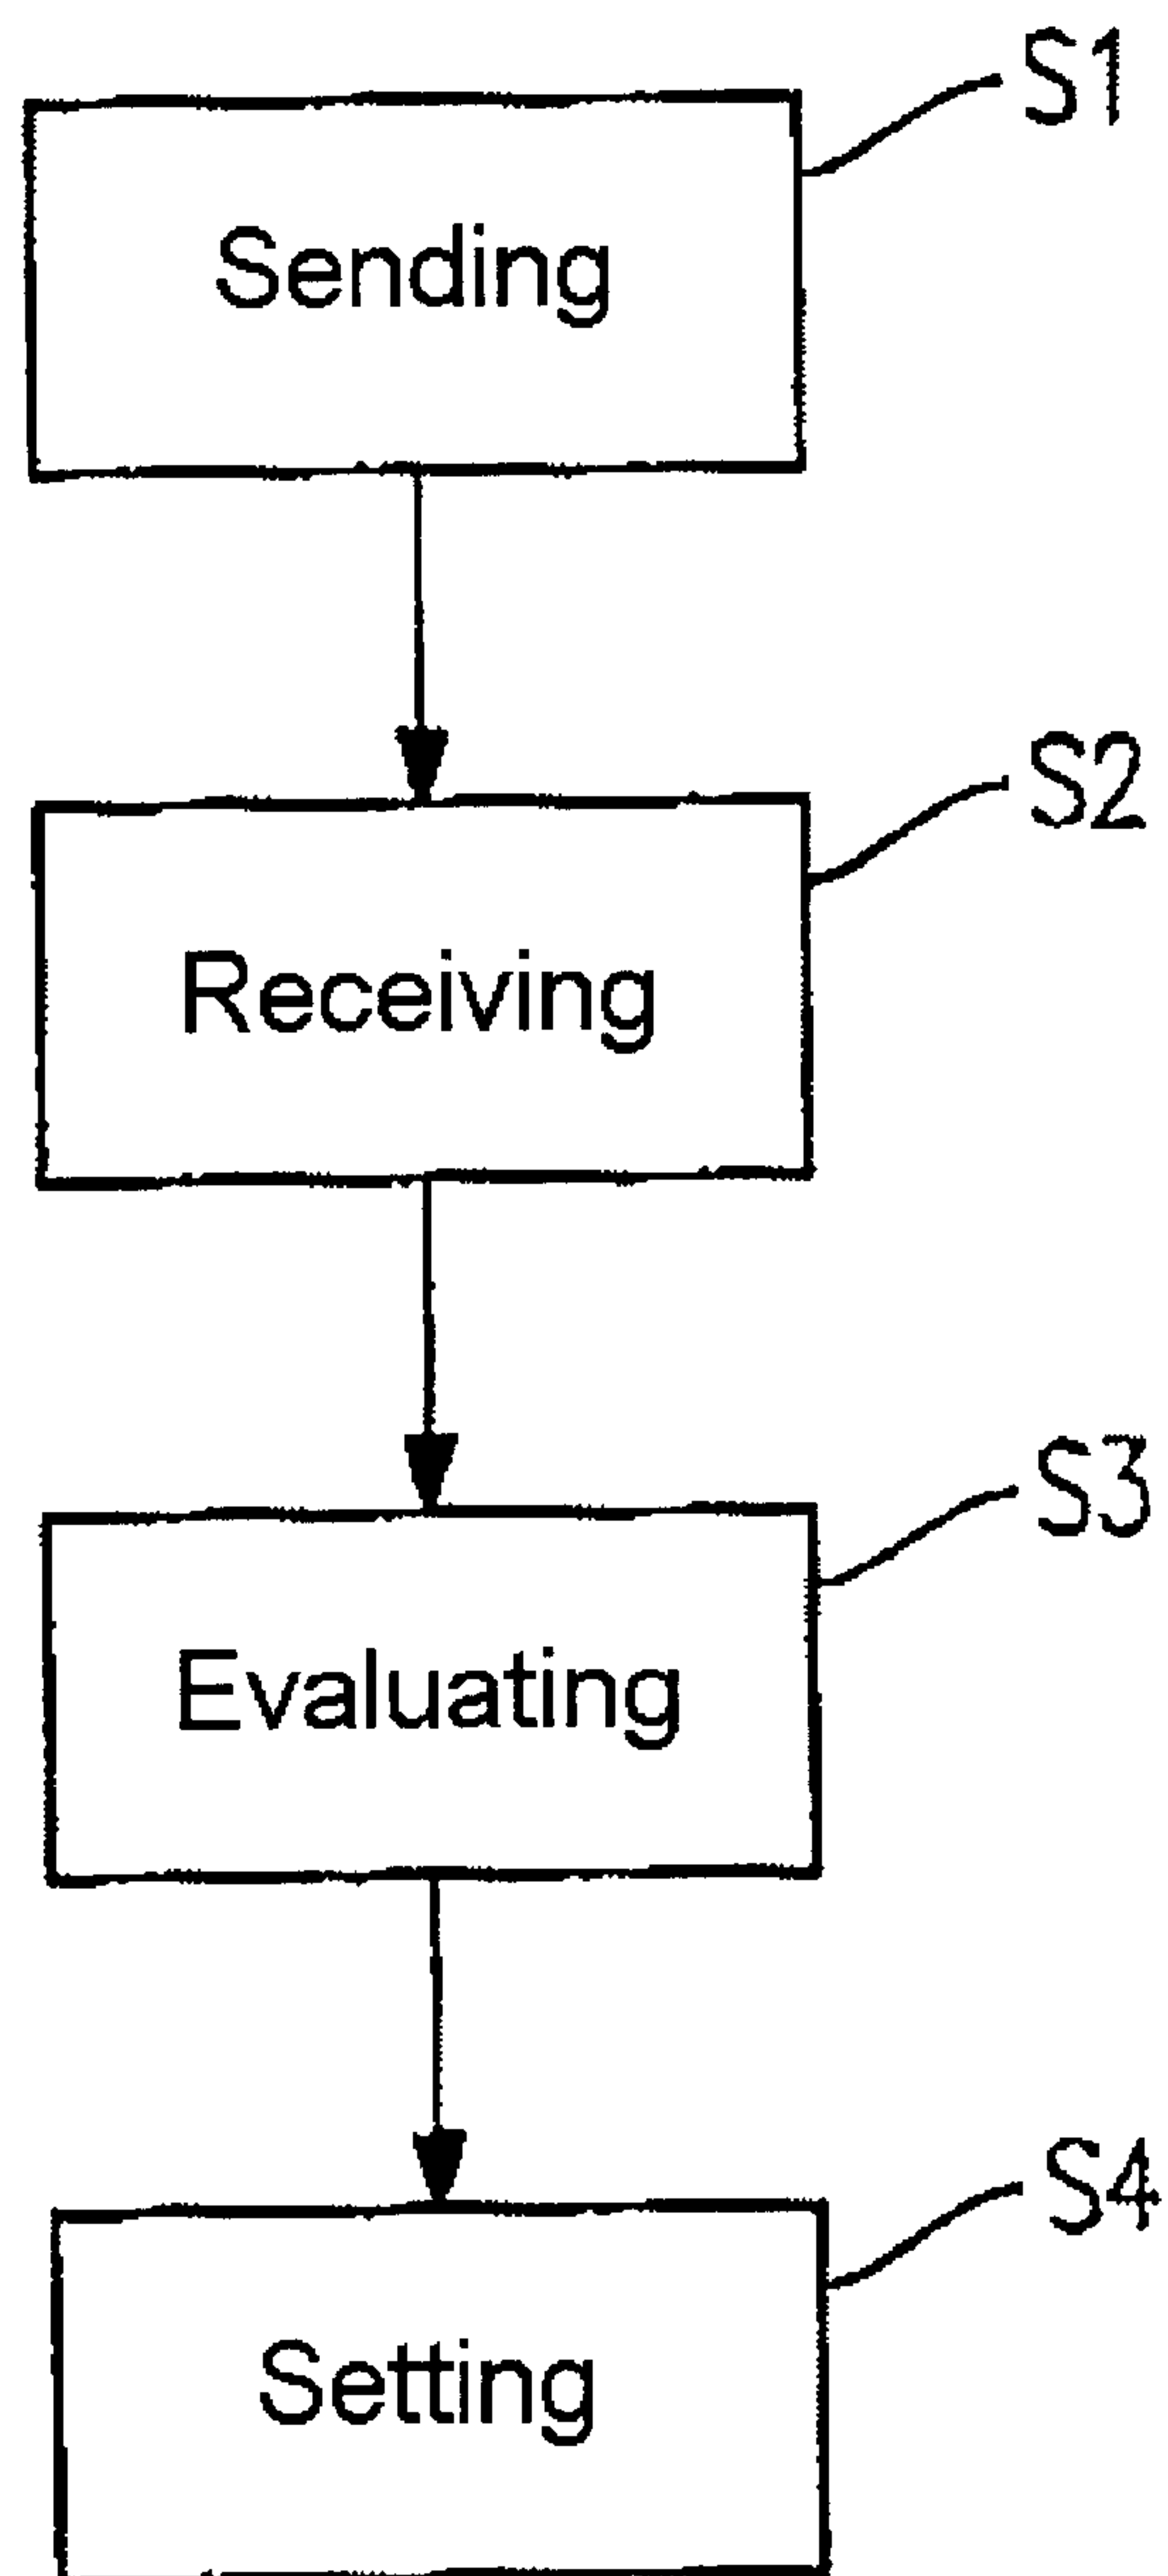 S1
Sending
S2
Receiving
S3
Evaluating
S4
Setting